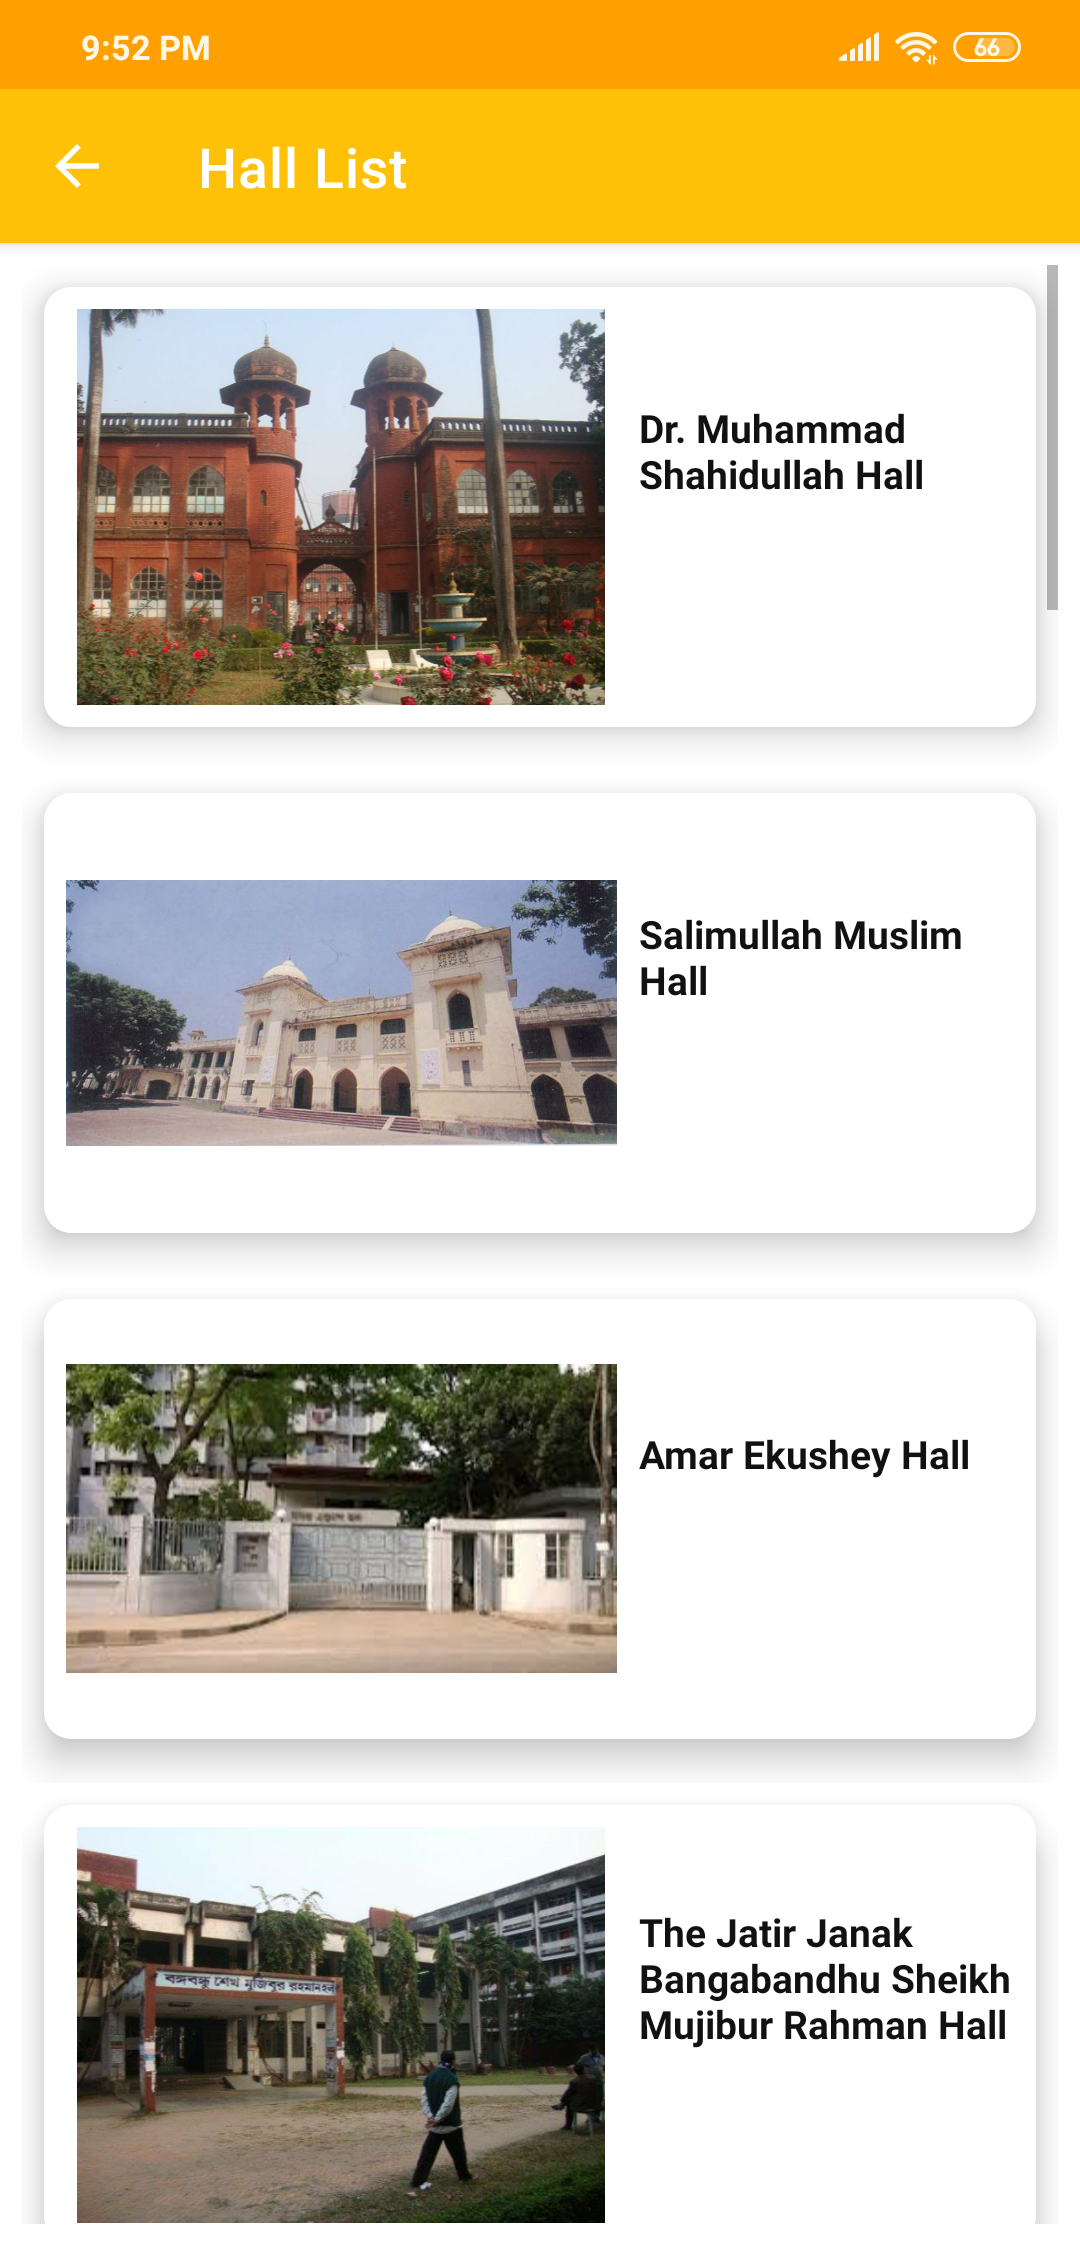 9:52 PM
66
Hall List
Dr. Muhammad
Shahidullah Hall
Salimullah Muslim
Hall
Amar Ekushey Hall
The Jatir Janak
Bangabandhu Sheikh
Mujibur Rahman Hall
বঙ্গবন্ধু শেখ মুজিবুর রহমান হল